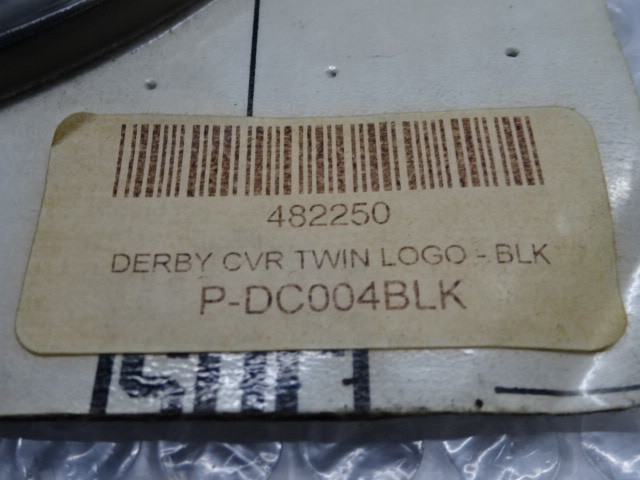 482250
DERBY CVR TWIN LOGO - BLK
P-DC004BLK